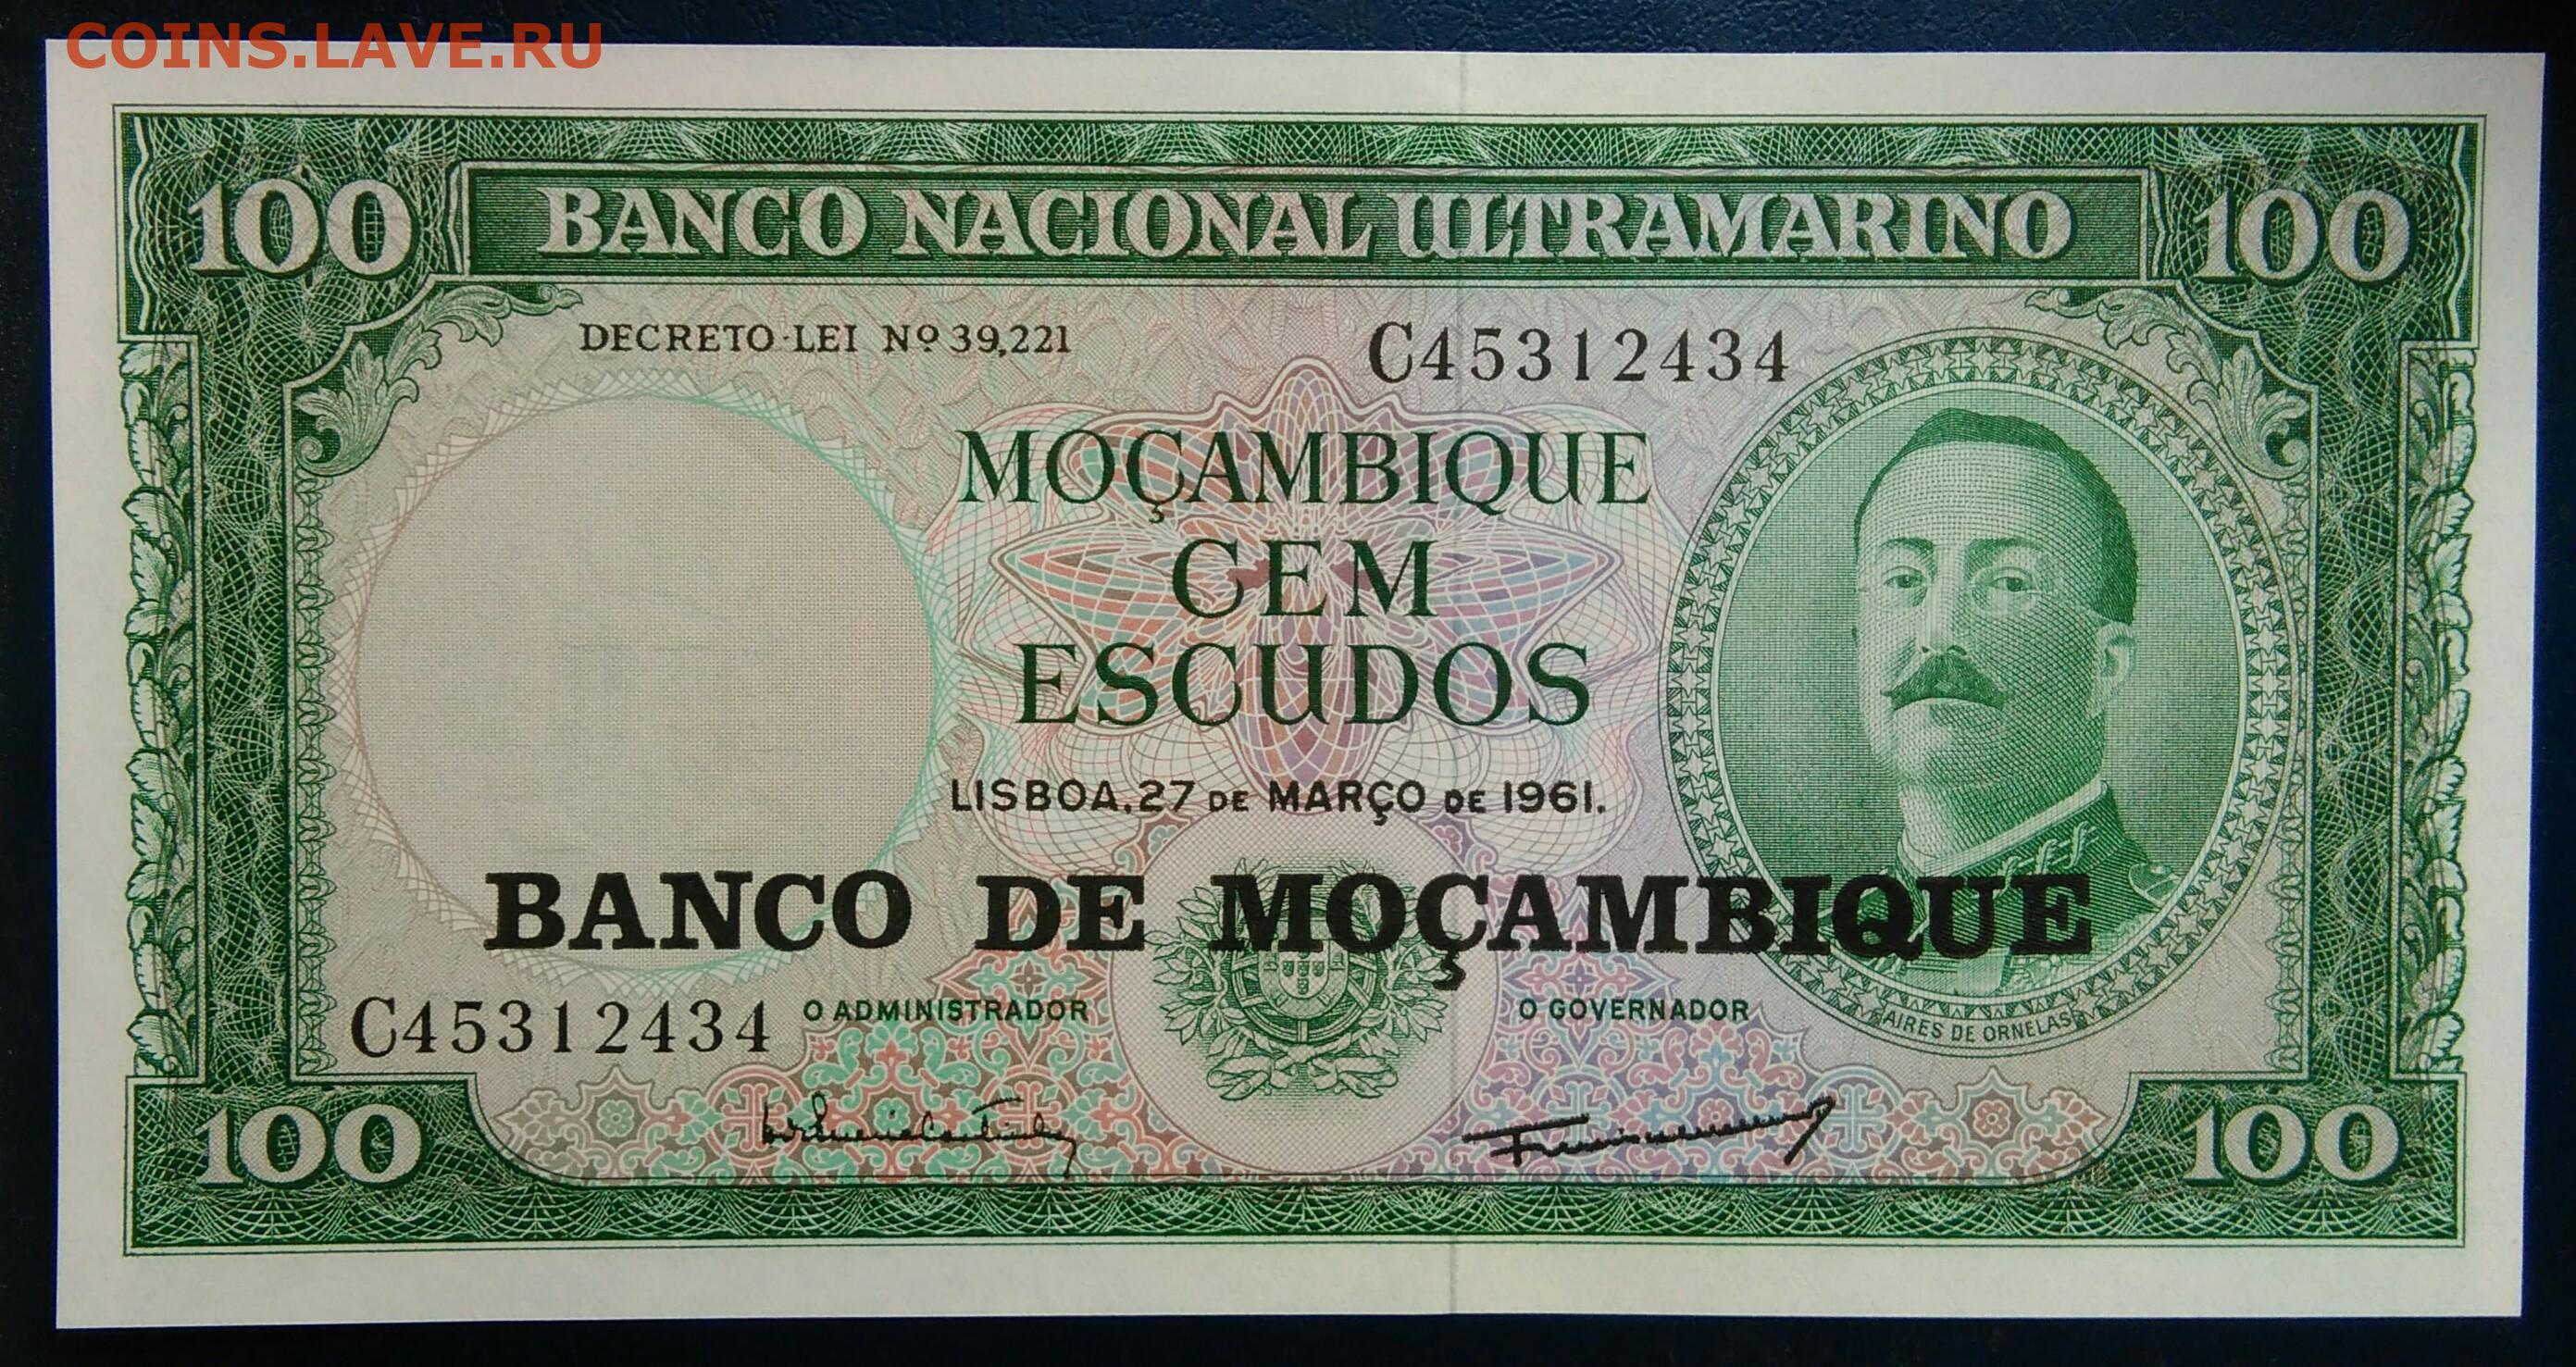 COINS.LAVE.RU
100 BANCO NACIONAL ULTRAMARINO 100
DECRETO-LEI Nº 39,221
C45312434
MOÇAMBIQUE
CEM
ESCUDOS
LISBOA, 27 DE MARÇO DE 1961.
BANCO DE MOÇAMBIQUE
C45312434
O ADMINISTRADOR
O GOVERNADOR
AIRES DE ORNELAS
100
100